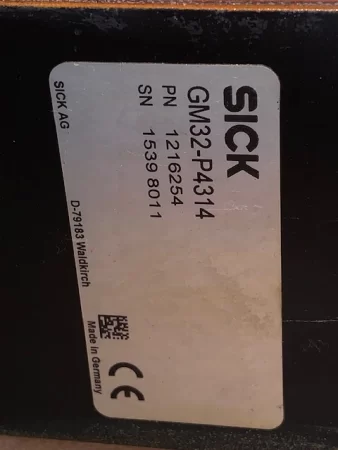 SICK
GM32-P4314
PN 1216254
SN 1539 8011
SICK AG
D-79183 Waldkirch
Made in Germany
CE